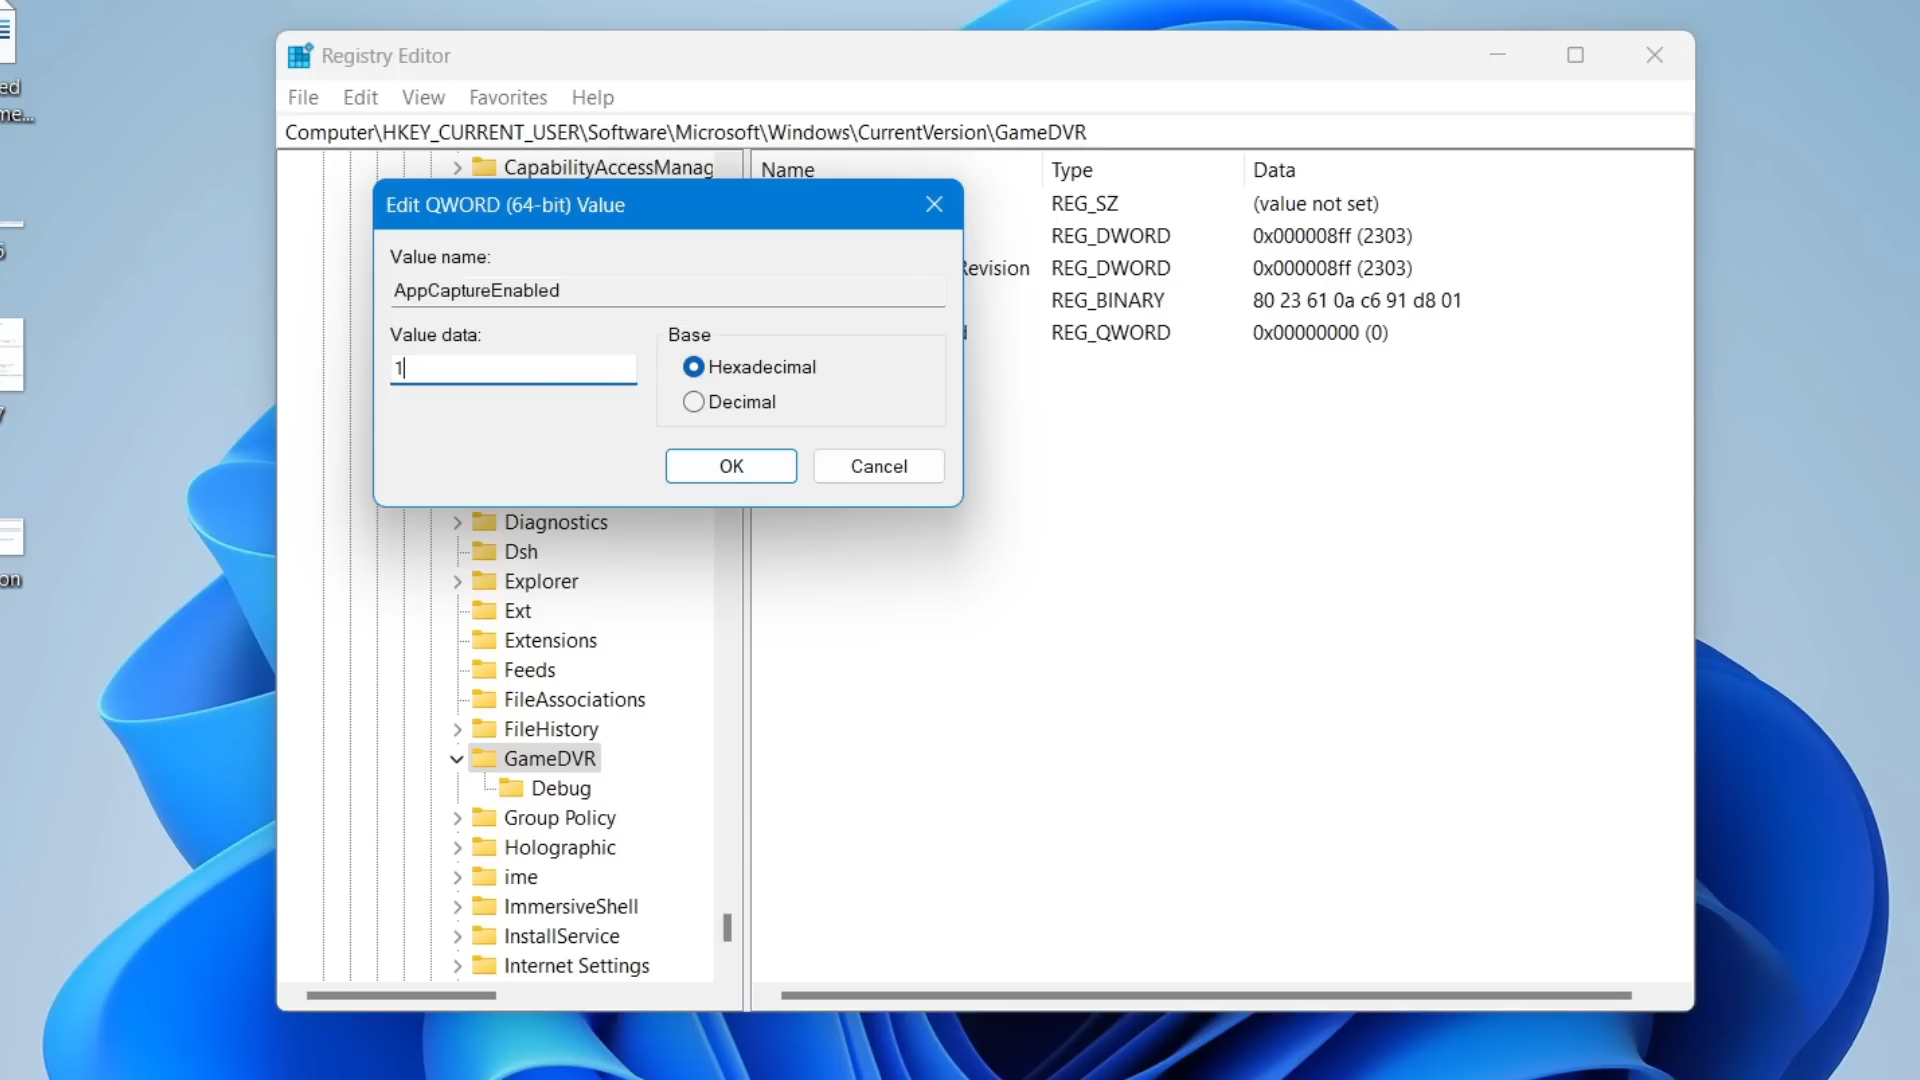 Registry Editor
File Edit View Favorites Help
Computer\HKEY_CURRENT_USER\Software\Microsoft\Windows\CurrentVersion\GameDVR
CapabilityAccessManag
Name Type Data
REG_SZ (value not set)
REG_DWORD 0x000008ff (2303)
Revision REG_DWORD 0x000008ff (2303)
REG_BINARY 80 23 61 0a c6 91 d8 01
REG_QWORD 0x00000000 (0)
Edit QWORD (64-bit) Value
Value name:
AppCaptureEnabled
Value data:
1
Base
Hexadecimal
Decimal
OK
Cancel
Diagnostics
Dsh
Explorer
Ext
Extensions
Feeds
FileAssociations
FileHistory
GameDVR
Debug
Group Policy
Holographic
ime
ImmersiveShell
InstallService
Internet Settings
ed
me...
on